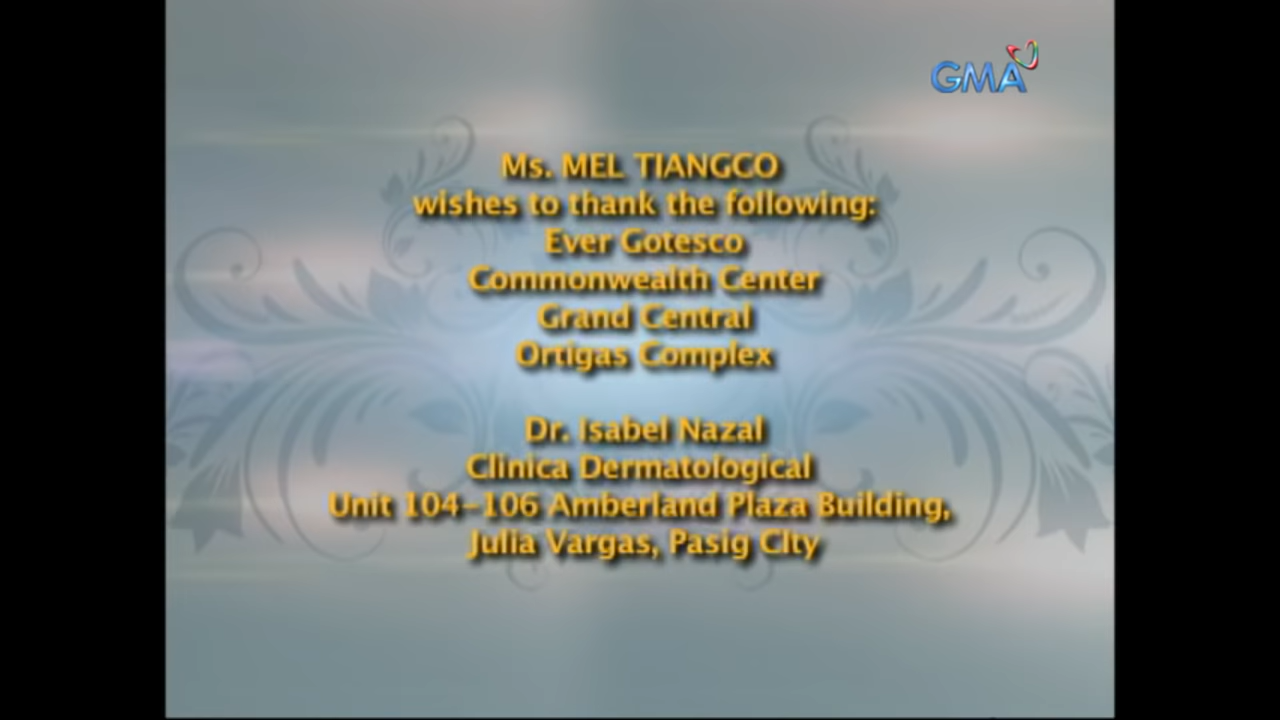 GMA
Ms. MEL TIANGCO
wishes to thank the following:
Ever Gotesco
Commonwealth Center
Grand Central
Ortigas Complex
Dr. Isabel Nazal
Clinica Dermatological
Unit 104-106 Amberland Plaza Building,
Julia Vargas, Pasig CIty